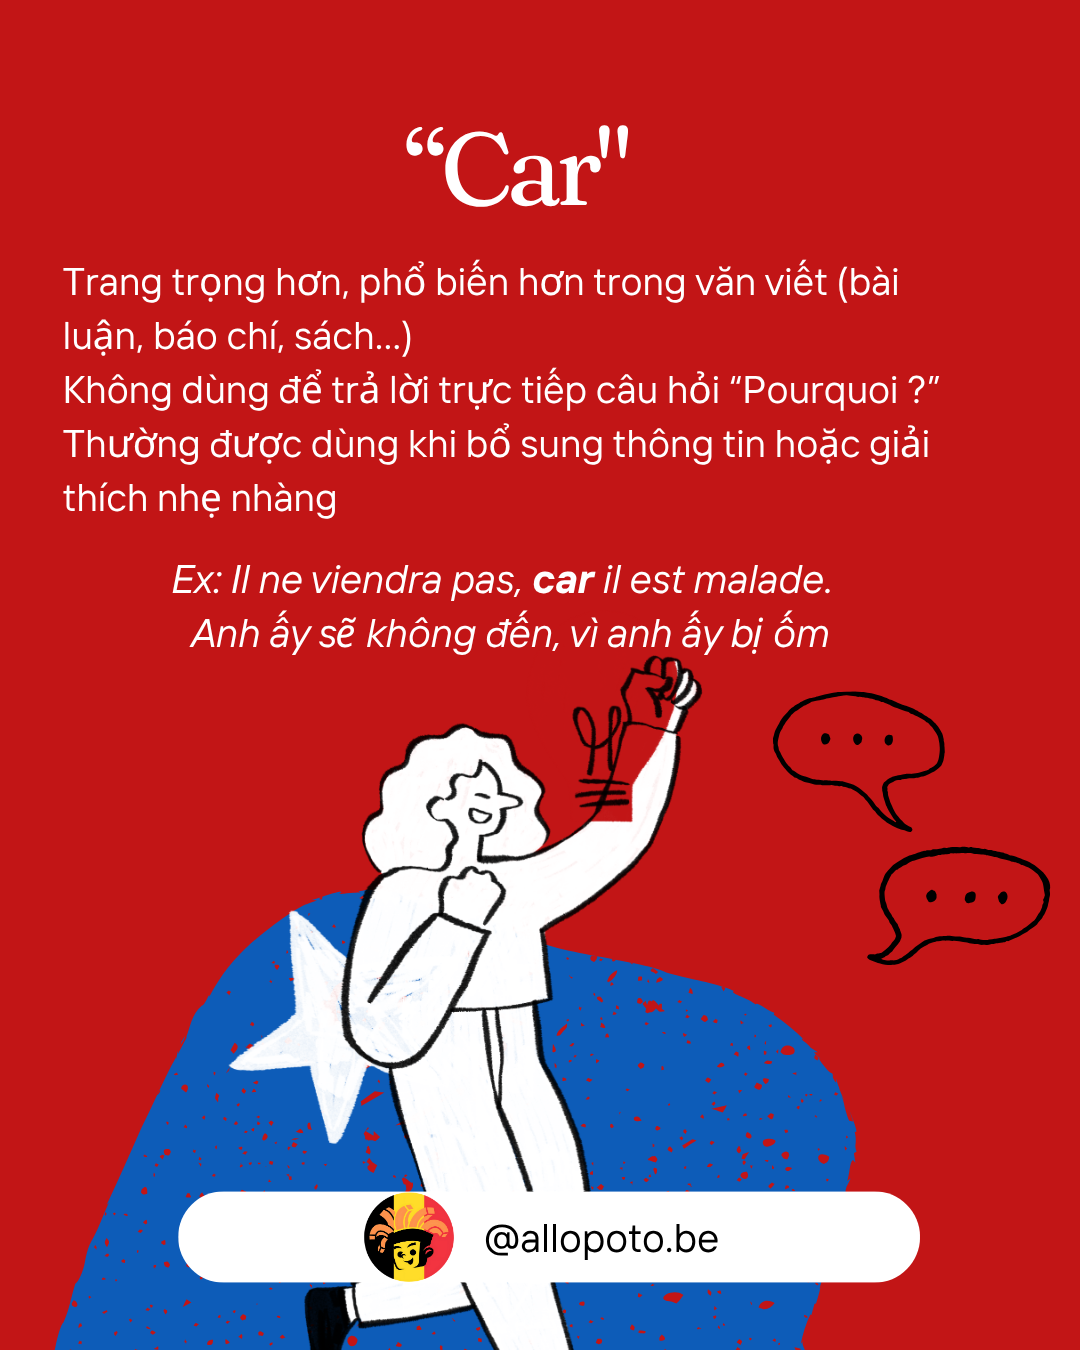 “Car"
Trang trọng hơn, phổ biến hơn trong văn viết (bài
luận, báo chí, sách...)
Không dùng để trả lời trực tiếp câu hỏi “Pourquoi ?”
Thường được dùng khi bổ sung thông tin hoặc giải
thích nhẹ nhàng
Ex: Il ne viendra pas, car il est malade.
Anh ấy sẽ không đến, vì anh ấy bị ốm
@allopoto.be